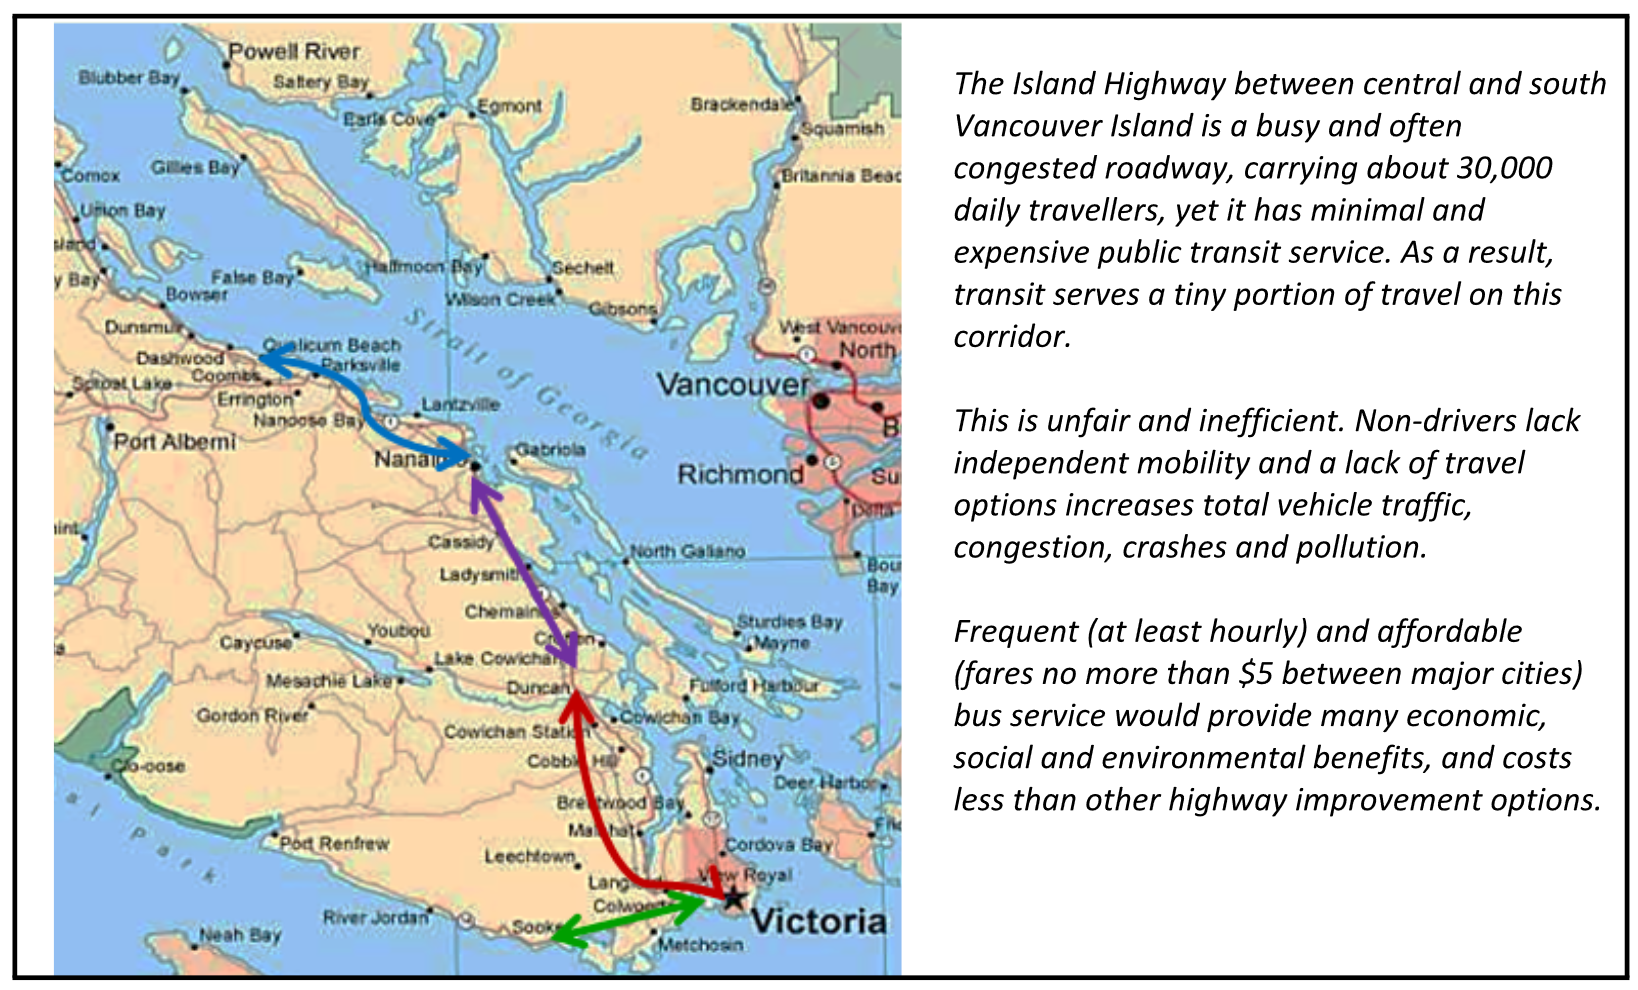 Powell River
Blubber Bay
Saltery Bay
Egmont
Earls Cove
Brackendale
Squamish
Gillies Bay
Comox
Britannia Beac
Union Bay
sland
y Bay
False Bay
Halfmoon Bay
Sechelt
Bowser
Wilson Creek
Gibsons
Dunsmuir
Strait of Georgia
West Vancouv
North
Qualicum Beach
Dashwood
Parksville
Coombs
Sproat Lake
Errington
Vancouver
Lantzville
Nanoose Bay
B
Port Alberni
Gabriola
Nanaimo
Richmond
Su
Delta
Cassidy
North Galiano
Boun
Bay
Ladysmith
Chemain
Sturdies Bay
Youbou
Caycuse
Crofton
Mayne
Lake Cowichan
Mesachie Lake
Duncan
Fulford Harbour
Gordon River
Cowichan Bay
Cowichan Station
Cobble Hill
Sidney
Clo-oose
Deer Harbor
Brentwood Bay
al Park
Malahat
Port Renfrew
Cordova Bay
Leechtown
View Royal
Lang
Colwood
River Jordan
Sooke
Victoria
Neah Bay
Metchosin
The Island Highway between central and south
Vancouver Island is a busy and often
congested roadway, carrying about 30,000
daily travellers, yet it has minimal and
expensive public transit service. As a result,
transit serves a tiny portion of travel on this
corridor.
This is unfair and inefficient. Non-drivers lack
independent mobility and a lack of travel
options increases total vehicle traffic,
congestion, crashes and pollution.
Frequent (at least hourly) and affordable
(fares no more than $5 between major cities)
bus service would provide many economic,
social and environmental benefits, and costs
less than other highway improvement options.